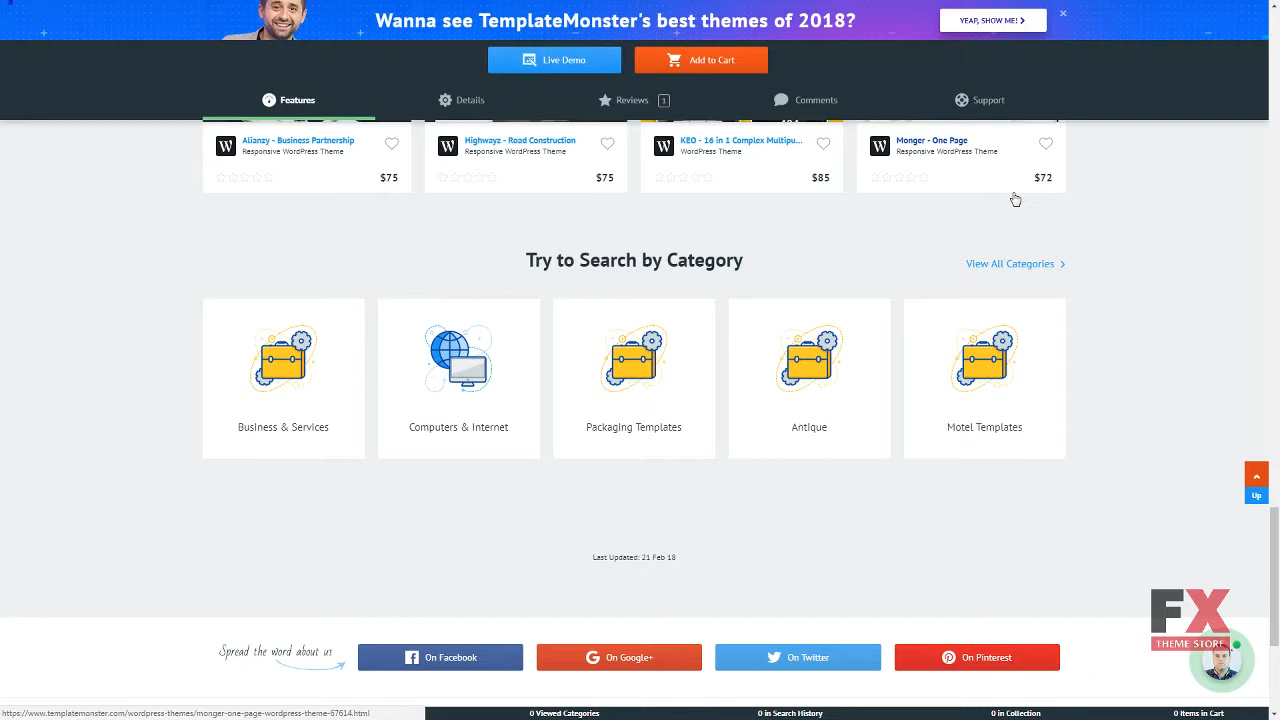 Wanna see TemplateMonster's best themes of 2018?
YEAP, SHOW ME!
Live Demo
Add to Cart
Features
Details
Reviews 1
Comments
Support
W Alianzy - Business Partnership
Responsive WordPress Theme
$75
W Highwayz - Road Construction
Responsive WordPress Theme
$75
W KEO - 16 in 1 Complex Multipu...
WordPress Theme
$85
W Monger - One Page
Responsive WordPress Theme
$72
Try to Search by Category
View All Categories
Business & Services
Computers & Internet
Packaging Templates
Antique
Motel Templates
Up
Last Updated: 21 Feb 18
FX
THEME STORE
Spread the word about us
On Facebook
On Google+
On Twitter
On Pinterest
https://www.templatemonster.com/wordpress-themes/monger-one-page-wordpress-theme-67614.html
0 Viewed Categories
0 in Search History
0 in Collection
0 Items in Cart